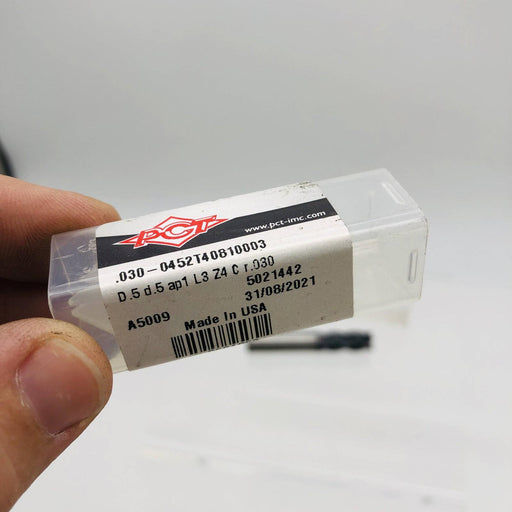 PCT
www.pct-imc.com
.030-0452T40810003
D.5 d.5 ap1 L3 Z4 C r.030
5021442
31/08/2021
A5009
Made In USA